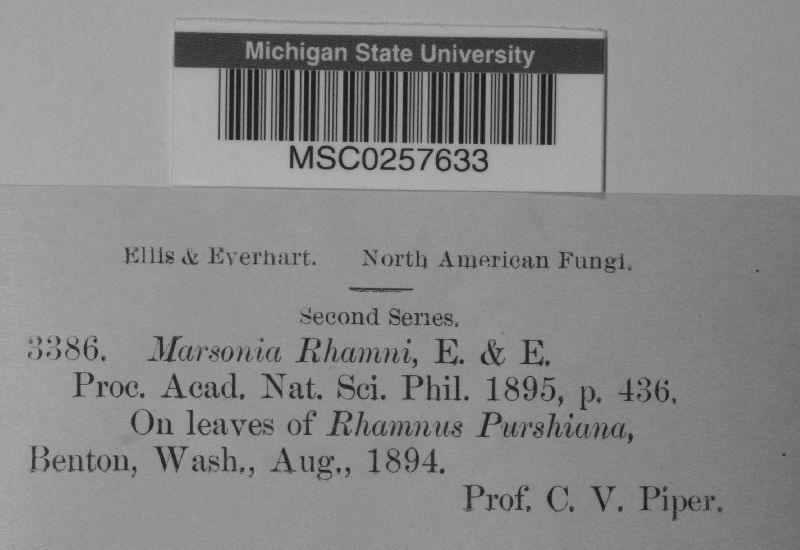 Michigan State University
MSC0257633
Ellis & Everhart. North American Fungi.
Second Series.
3386. Marsonia Rhamni, E. & E.
Proc. Acad. Nat. Sci. Phil. 1895, p. 436.
On leaves of Rhamnus Purshiana,
Benton, Wash., Aug., 1894.
Prof. C. V. Piper.